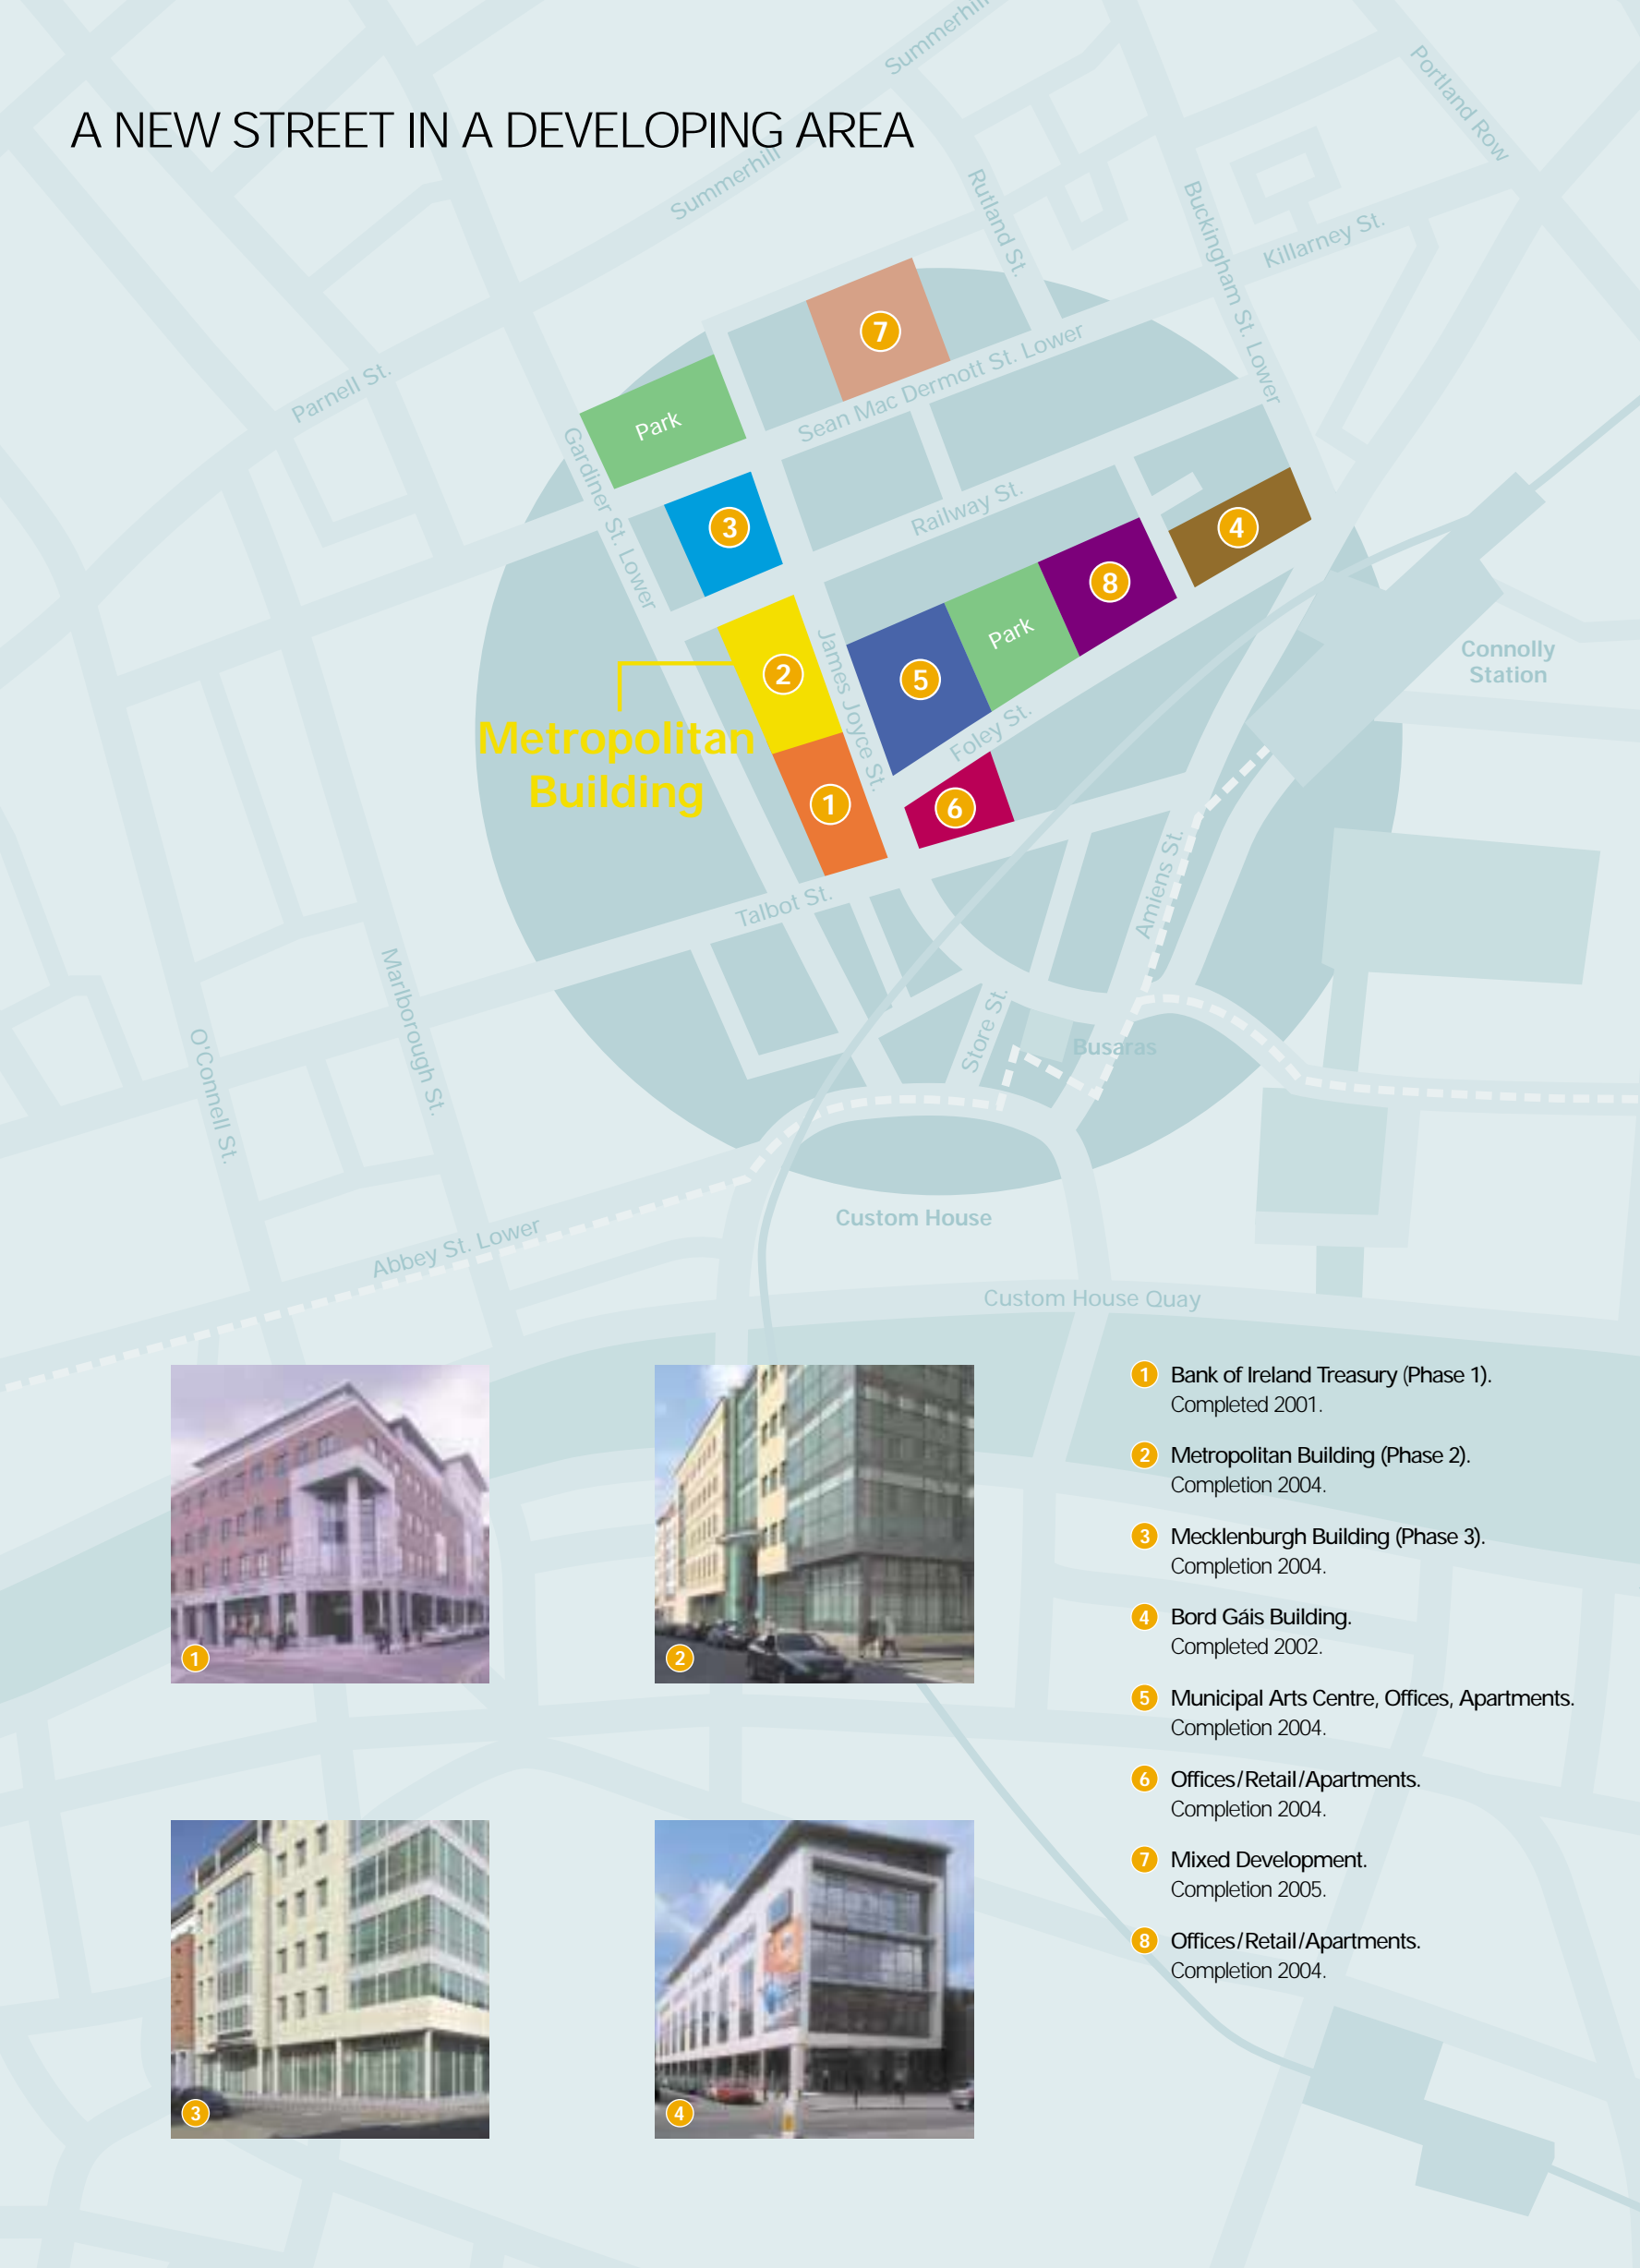 A NEW STREET IN A DEVELOPING AREA
Summerhill
Portland Row
Summerhill
Rutland St.
Buckingham St. Lower
Killarney St.
Parnell St.
7
Park
Sean Mac Dermott St. Lower
Gardiner St. Lower
3
Railway St.
4
8
Park
Connolly
Station
2
James Joyce St.
5
Metropolitan
Building
Foley St.
1
6
Talbot St.
Amiens St.
Marlborough St.
O'Connell St.
Store St.
Busaras
Abbey St. Lower
Custom House
Custom House Quay
1
2
3
4
1 Bank of Ireland Treasury (Phase 1).
Completed 2001.
2 Metropolitan Building (Phase 2).
Completion 2004.
3 Mecklenburgh Building (Phase 3).
Completion 2004.
4 Bord Gáis Building.
Completed 2002.
5 Municipal Arts Centre, Offices, Apartments.
Completion 2004.
6 Offices/Retail/Apartments.
Completion 2004.
7 Mixed Development.
Completion 2005.
8 Offices/Retail/Apartments.
Completion 2004.